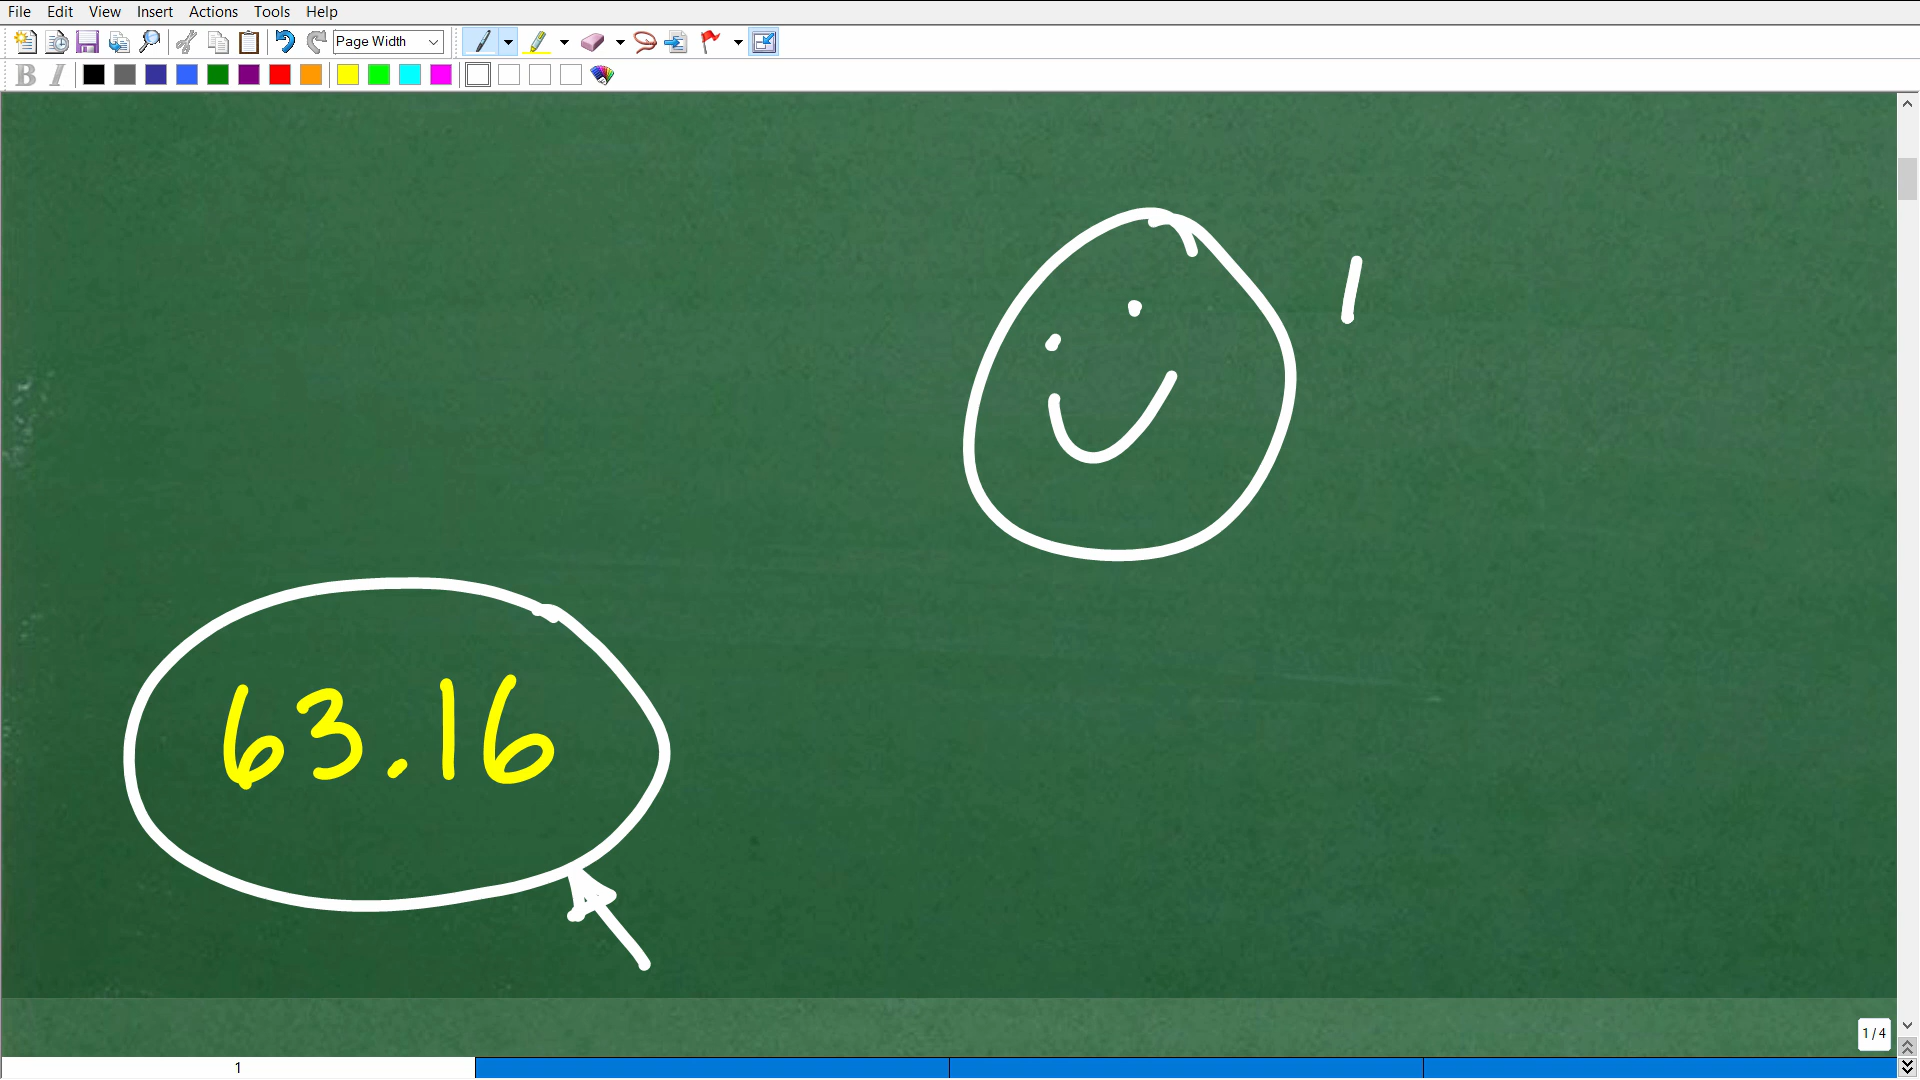 File Edit View Insert Actions Tools Help
Page Width
B I
63.16
1 / 4
1